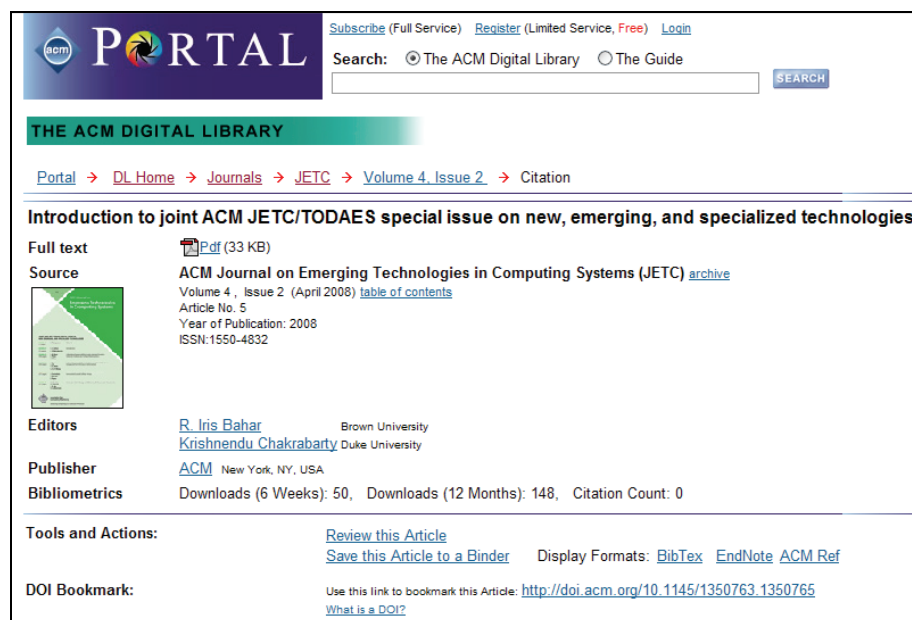 acm PORTAL
Subscribe (Full Service) Register (Limited Service, Free) Login
Search: The ACM Digital Library The Guide
SEARCH
THE ACM DIGITAL LIBRARY
Portal → DL Home → Journals → JETC → Volume 4, Issue 2 → Citation
Introduction to joint ACM JETC/TODAES special issue on new, emerging, and specialized technologies
Full text Pdf (33 KB)
Source ACM Journal on Emerging Technologies in Computing Systems (JETC) archive
Volume 4 , Issue 2 (April 2008) table of contents
Article No. 5
Year of Publication: 2008
ISSN:1550-4832
Editors R. Iris Bahar Brown University
Krishnendu Chakrabarty Duke University
Publisher ACM New York, NY, USA
Bibliometrics Downloads (6 Weeks): 50, Downloads (12 Months): 148, Citation Count: 0
Tools and Actions: Review this Article
Save this Article to a Binder Display Formats: BibTex EndNote ACM Ref
DOI Bookmark: Use this link to bookmark this Article: http://doi.acm.org/10.1145/1350763.1350765
What is a DOI?